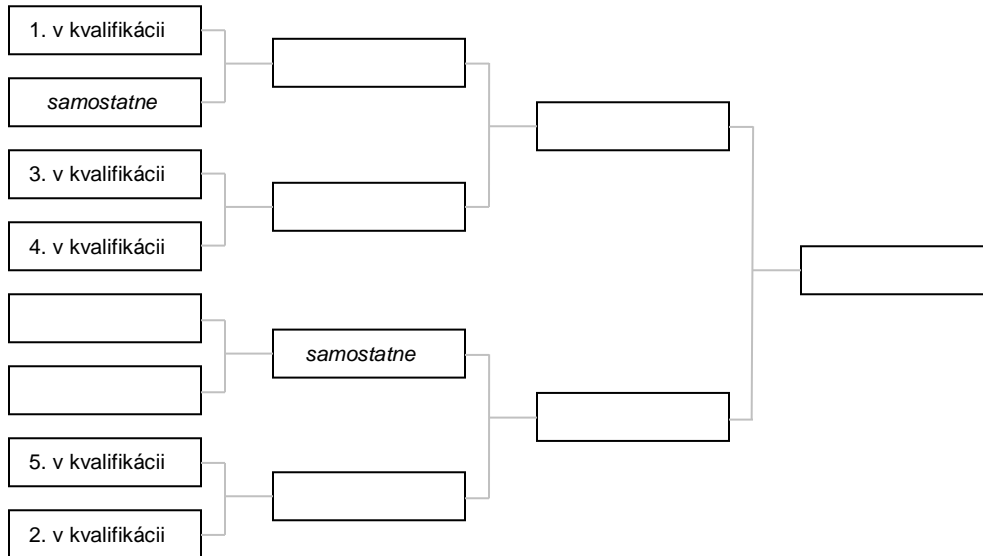 1. v kvalifikácii
samostatne
3. v kvalifikácii
4. v kvalifikácii
samostatne
5. v kvalifikácii
2. v kvalifikácii